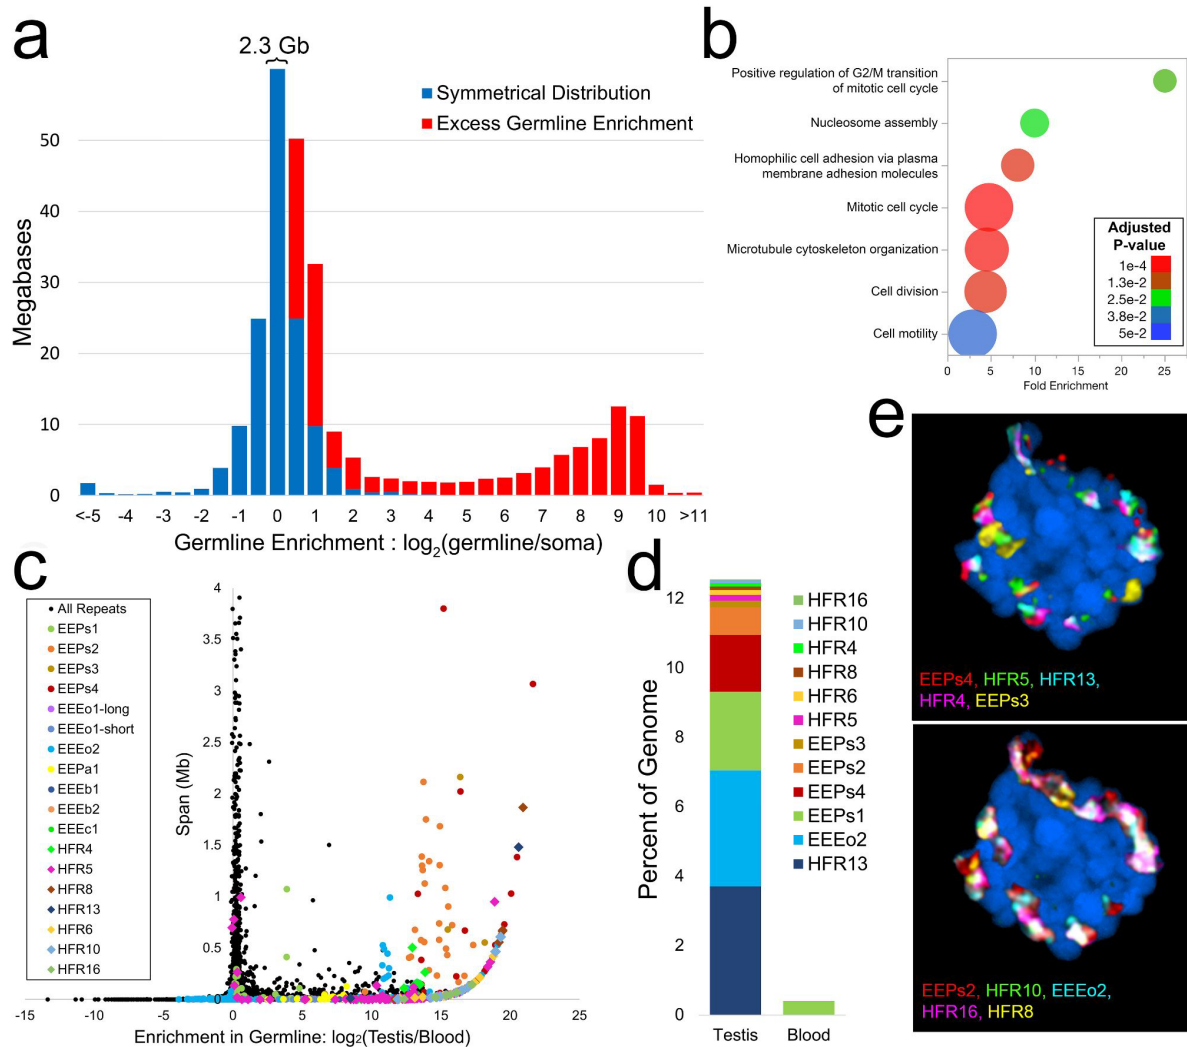 a
2.3 Gb
Symmetrical Distribution
Excess Germline Enrichment
Megabases
50
40
30
20
10
0
<-5 -4 -3 -2 -1 0 1 2 3 4 5 6 7 8 9 10 >11
Germline Enrichment : log2(germline/soma)
b
Positive regulation of G2/M transition
of mitotic cell cycle
Nucleosome assembly
Homophilic cell adhesion via plasma
membrane adhesion molecules
Mitotic cell cycle
Microtubule cytoskeleton organization
Cell division
Cell motility
Adjusted
P-value
1e-4
1.3e-2
2.5e-2
3.8e-2
5e-2
0 5 10 15 20 25
Fold Enrichment
c
All Repeats
EEPs1
EEPs2
EEPs3
EEPs4
EEEo1-long
EEEo1-short
EEEo2
EEPa1
EEEb1
EEEb2
EEEc1
HFR4
HFR5
HFR8
HFR13
HFR6
HFR10
HFR16
Span (Mb)
4
3.5
3
2.5
2
1.5
1
0.5
0
-15 -10 -5 0 5 10 15 20 25
Enrichment in Germline: log2(Testis/Blood)
d
Percent of Genome
12
10
8
6
4
2
0
Testis Blood
HFR16
HFR10
HFR4
HFR8
HFR6
HFR5
EEPs3
EEPs2
EEPs4
EEPs1
EEEo2
HFR13
e
EEPs4, HFR5, HFR13,
HFR4, EEPs3
EEPs2, HFR10, EEEo2,
HFR16, HFR8